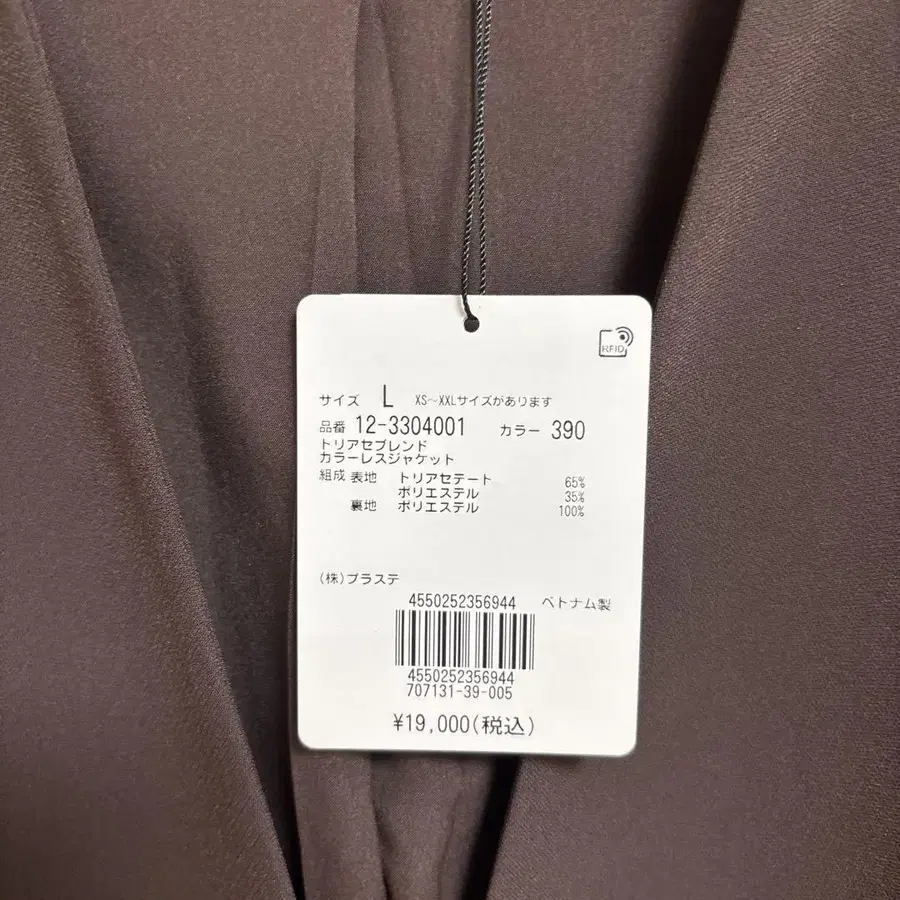 RFID
サイズ L XS～XXLサイズがあります
品番 12-3304001 カラー 390
トリアセブレンド
カラーレスジャケット
組成 表地 トリアセテート 65%
ポリエステル 35%
裏地 ポリエステル 100%
(株)プラステ
4550252356944 ベトナム製
4550252356944
707131-39-005
¥19,000(税込)